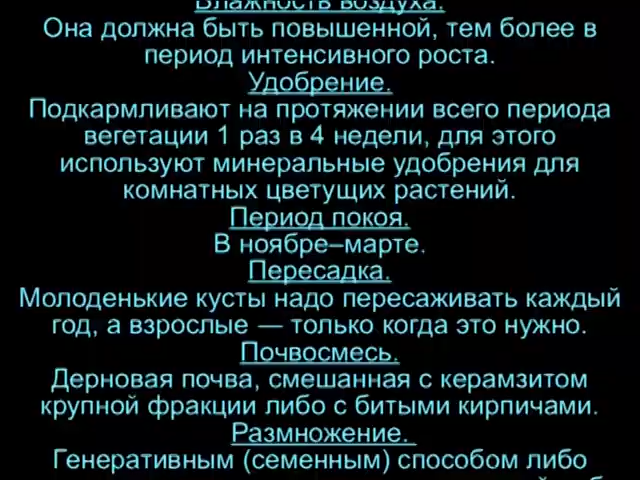 Влажность воздуха.
Она должна быть повышенной, тем более в
период интенсивного роста.
Удобрение.
Подкармливают на протяжении всего периода
вегетации 1 раз в 4 недели, для этого
используют минеральные удобрения для
комнатных цветущих растений.
Период покоя.
В ноябре–марте.
Пересадка.
Молоденькие кусты надо пересаживать каждый
год, а взрослые — только когда это нужно.
Почвосмесь.
Дерновая почва, смешанная с керамзитом
крупной фракции либо с битыми кирпичами.
Размножение.
Генеративным (семенным) способом либо